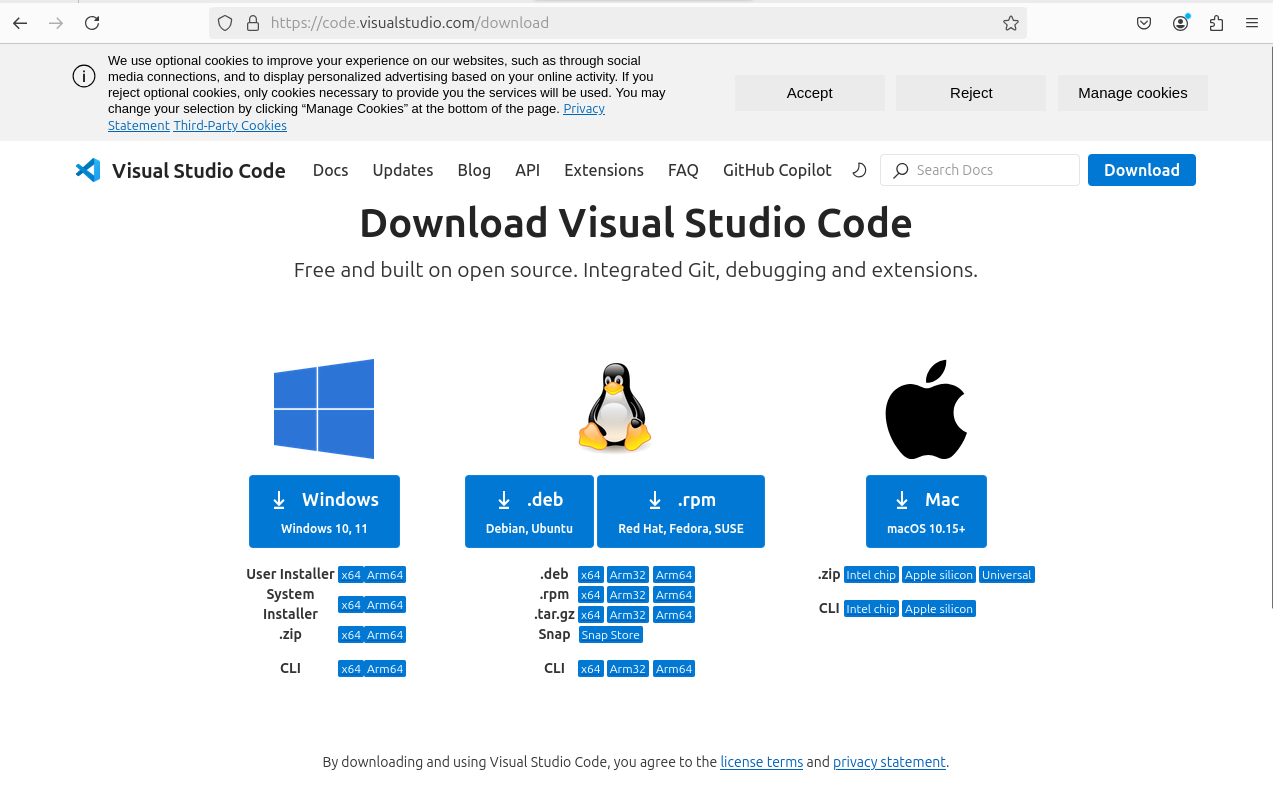 https://code.visualstudio.com/download
We use optional cookies to improve your experience on our websites, such as through social
media connections, and to display personalized advertising based on your online activity. If you
reject optional cookies, only cookies necessary to provide you the services will be used. You may
change your selection by clicking “Manage Cookies” at the bottom of the page. Privacy
Statement Third-Party Cookies
Accept Reject Manage cookies
Visual Studio Code Docs Updates Blog API Extensions FAQ GitHub Copilot Search Docs Download
Download Visual Studio Code
Free and built on open source. Integrated Git, debugging and extensions.
Windows
Windows 10, 11
User Installer x64 Arm64
System
Installer x64 Arm64
.zip x64 Arm64
CLI x64 Arm64
.deb
Debian, Ubuntu
.rpm
Red Hat, Fedora, SUSE
.deb x64 Arm32 Arm64
.rpm x64 Arm32 Arm64
.tar.gz x64 Arm32 Arm64
Snap Snap Store
CLI x64 Arm32 Arm64
Mac
macOS 10.15+
.zip Intel chip Apple silicon Universal
CLI Intel chip Apple silicon
By downloading and using Visual Studio Code, you agree to the license terms and privacy statement.